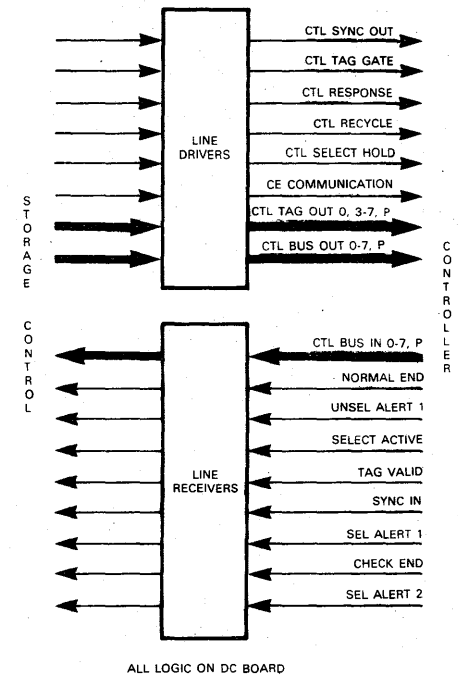 CTL SYNC OUT
CTL TAG GATE
CTL RESPONSE
CTL RECYCLE
LINE
DRIVERS
CTL SELECT HOLD
CE COMMUNICATION
CTL TAG OUT 0, 3-7, P
CTL BUS OUT 0-7, P
STORAGE
CONTROL
CONTROLLER
CTL BUS IN 0-7, P
NORMAL END
UNSEL ALERT 1
SELECT ACTIVE
LINE
RECEIVERS
TAG VALID
SYNC IN
SEL ALERT 1
CHECK END
SEL ALERT 2
ALL LOGIC ON DC BOARD